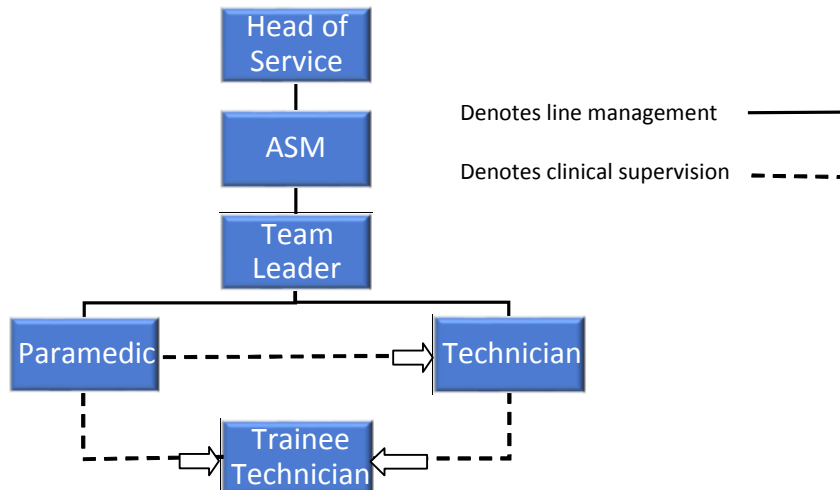 Head of
Service
Denotes line management
ASM
Denotes clinical supervision
Team
Leader
Paramedic
Technician
Trainee
Technician